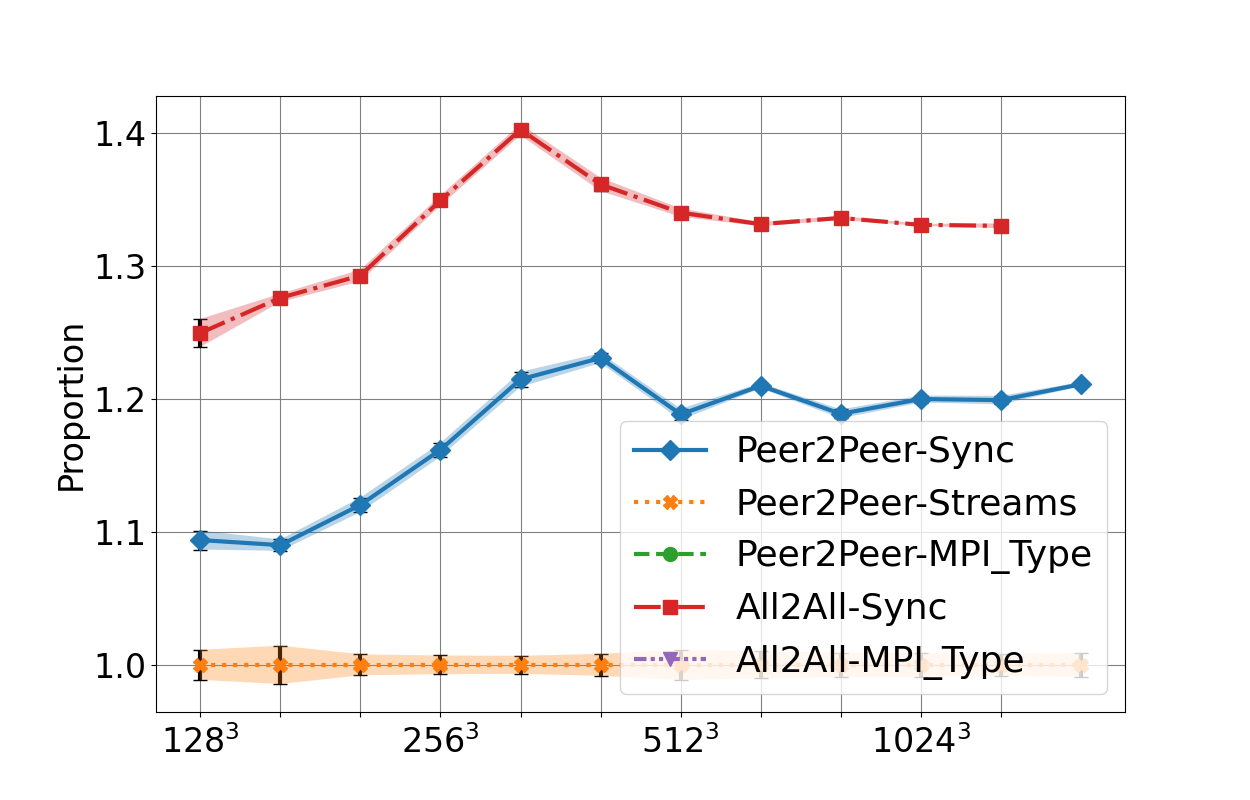 1.4
1.3
1.2
1.1
1.0
Proportion
128³
256³
512³
1024³
Peer2Peer-Sync
Peer2Peer-Streams
Peer2Peer-MPI_Type
All2All-Sync
All2All-MPI_Type